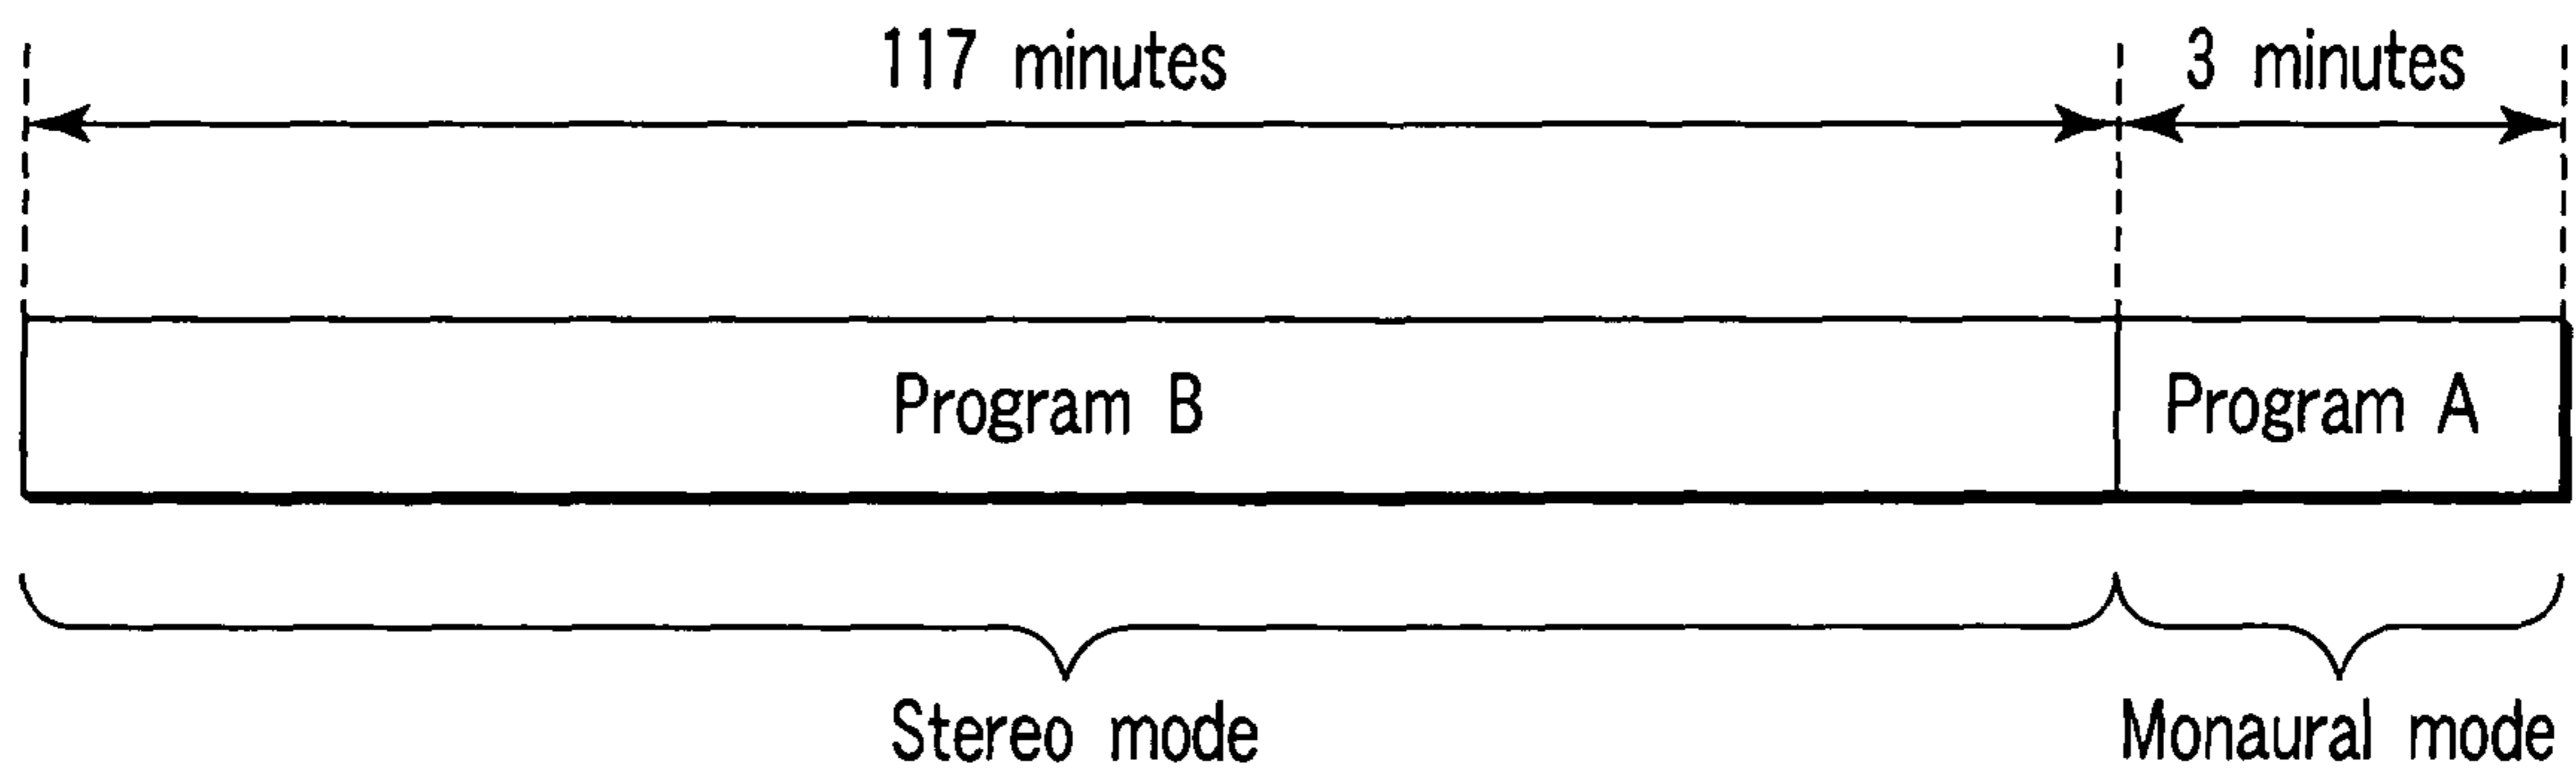 117 minutes
3 minutes
Program B
Program A
Stereo mode
Monaural mode